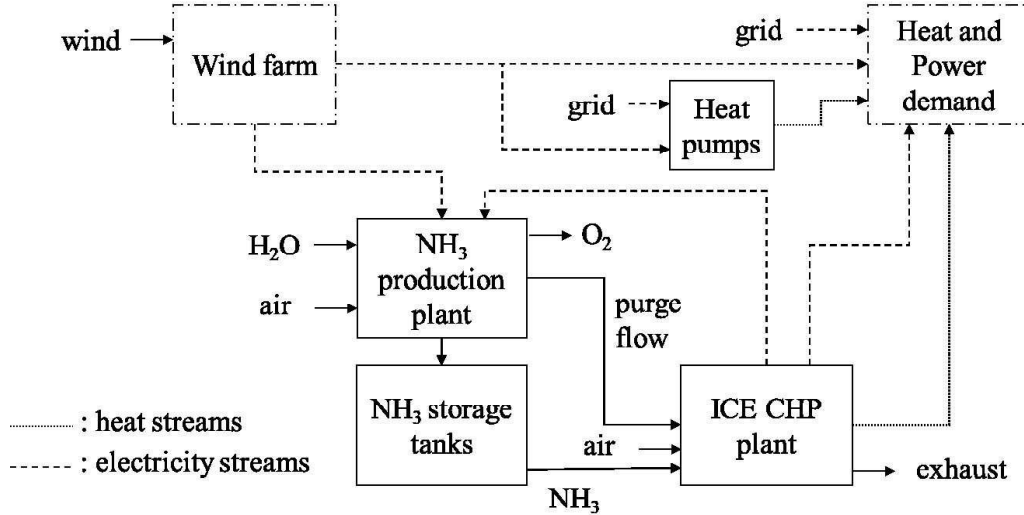 wind
Wind farm
grid
Heat and
Power
demand
grid
Heat
pumps
H₂O
air
NH₃
production
plant
O₂
purge
flow
NH₃ storage
tanks
air
NH₃
ICE CHP
plant
exhaust
: heat streams
: electricity streams